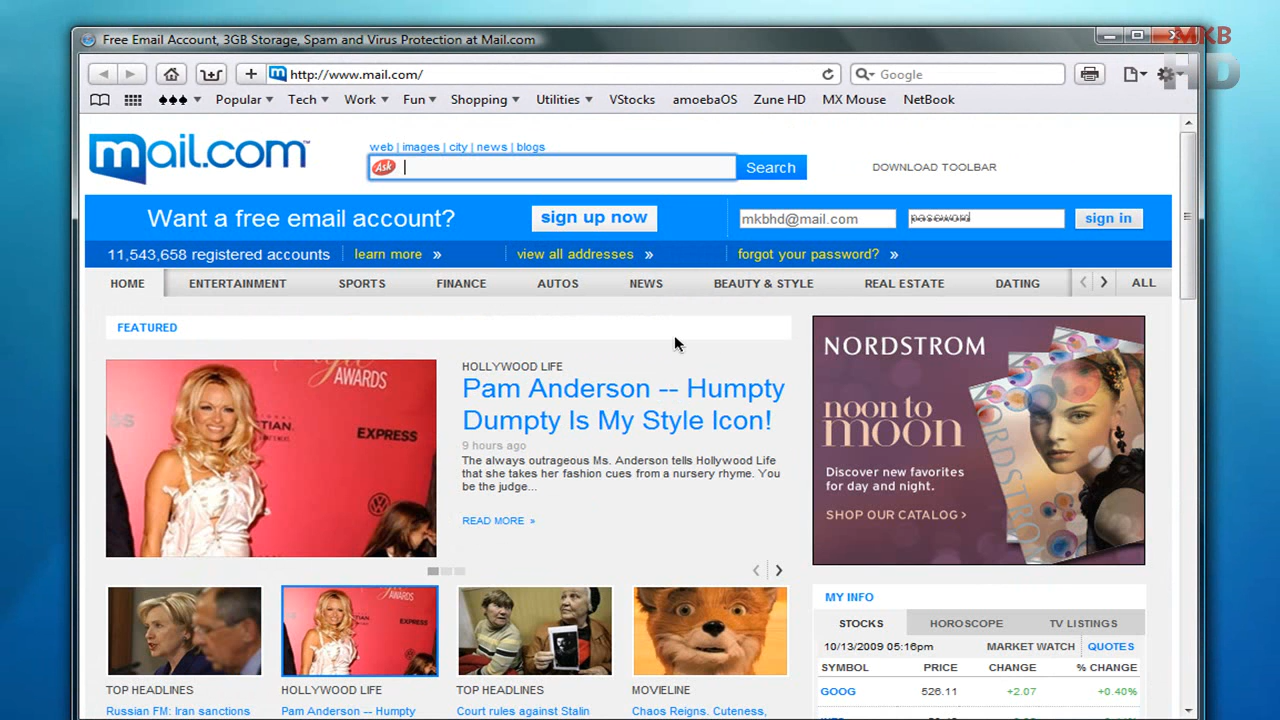 Free Email Account, 3GB Storage, Spam and Virus Protection at Mail.com
MKB
HD
http://www.mail.com/
Google
Popular
Tech
Work
Fun
Shopping
Utilities
VStocks
amoebaOS
Zune HD
MX Mouse
NetBook
mail.com
web | images | city | news | blogs
Ask
Search
DOWNLOAD TOOLBAR
Want a free email account?
sign up now
mkbhd@mail.com
password
sign in
11,543,658 registered accounts
learn more »
view all addresses »
forgot your password? »
HOME
ENTERTAINMENT
SPORTS
FINANCE
AUTOS
NEWS
BEAUTY & STYLE
REAL ESTATE
DATING
ALL
FEATURED
AWARDS
EXPRESS
HOLLYWOOD LIFE
Pam Anderson -- Humpty
Dumpty Is My Style Icon!
9 hours ago
The always outrageous Ms. Anderson tells Hollywood Life
that she takes her fashion cues from a nursery rhyme. You
be the judge...
READ MORE »
NORDSTROM
noon to
moon
Discover new favorites
for day and night.
SHOP OUR CATALOG >
NORDSTROM
TOP HEADLINES
Russian FM: Iran sanctions
AWARDS
HOLLYWOOD LIFE
Pam Anderson -- Humpty
TOP HEADLINES
Court rules against Stalin
MOVIELINE
Chaos Reigns. Cuteness,
MY INFO
STOCKS
HOROSCOPE
TV LISTINGS
10/13/2009 05:16pm
MARKET WATCH
QUOTES
SYMBOL
PRICE
CHANGE
% CHANGE
GOOG
526.11
+2.07
+0.40%